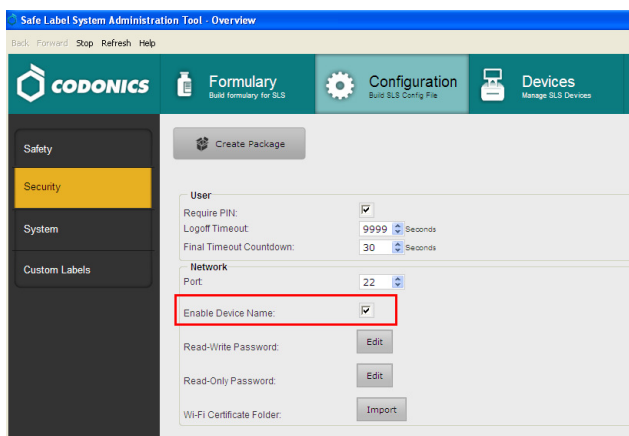 Safe Label System Administration Tool - Overview
Back Forward Stop Refresh Help
CODONICS
Formulary
Build formulary for SLS
Configuration
Build SLS Config File
Devices
Manage SLS Devices
Safety
Security
System
Custom Labels
Create Package
User
Require PIN:
Logoff Timeout: 9999 Seconds
Final Timeout Countdown: 30 Seconds
Network
Port: 22
Enable Device Name:
Read-Write Password: Edit
Read-Only Password: Edit
Wi-Fi Certificate Folder: Import